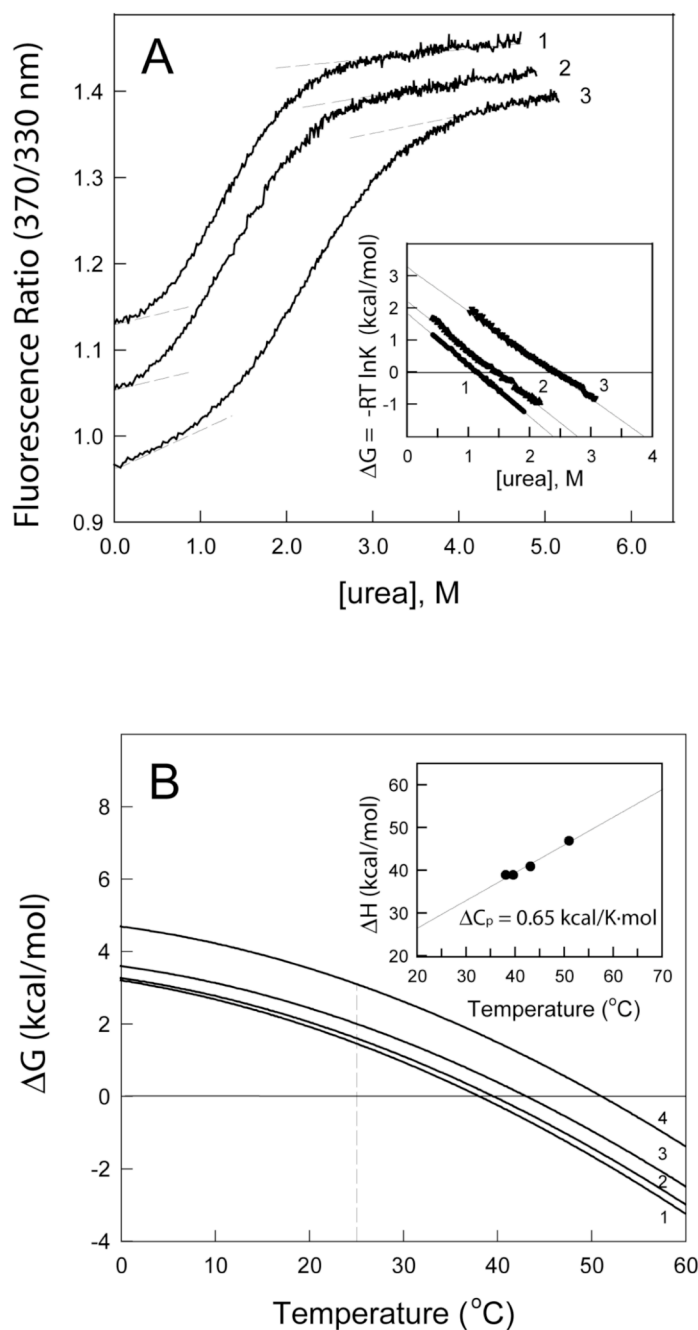 A
1
2
3
Fluorescence Ratio (370/330 nm)
1.4
1.3
1.2
1.1
1.0
0.9
0.0 1.0 2.0 3.0 4.0 5.0 6.0
[urea], M
ΔG = -RT lnK (kcal/mol)
3
2
1
0
-1
1 2 3
0 1 2 3 4
[urea], M
B
ΔG (kcal/mol)
8
6
4
2
0
-2
-4
0 10 20 30 40 50 60
Temperature (°C)
4
3
2
1
ΔH (kcal/mol)
60
50
40
30
20
ΔCp = 0.65 kcal/K·mol
20 30 40 50 60 70
Temperature (°C)